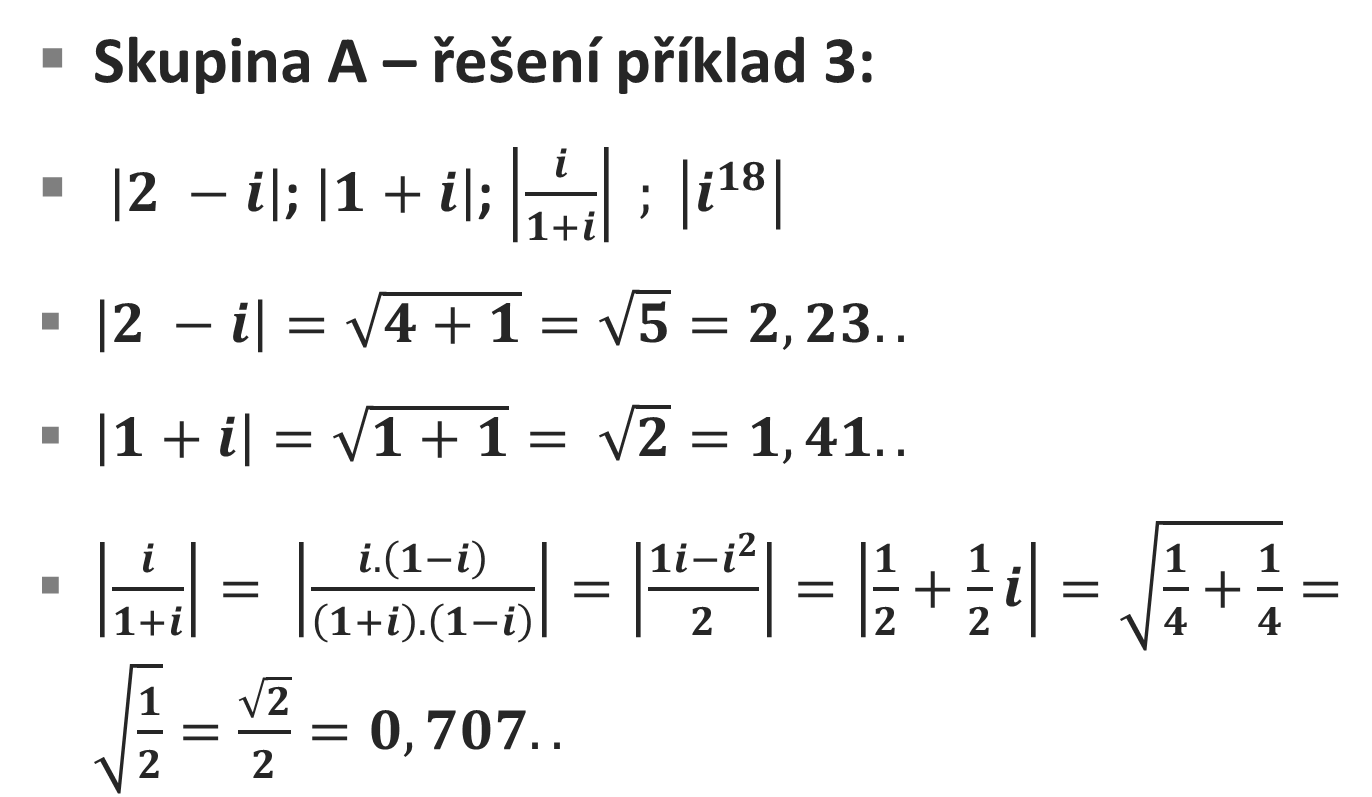 ▪ Skupina A – řešení příklad 3:
▪ |2 − i|; |1 + i|; |i/(1+i)| ; |i¹⁸|
▪ |2 − i| = √(4 + 1) = √5 = 2,23..
▪ |1 + i| = √(1 + 1) = √2 = 1,41..
▪ |i/(1+i)| = |i.(1−i)/((1+i).(1−i))| = |(1i−i²)/2| = |1/2 + 1/2 i| = √(1/4 + 1/4) =
√(1/2) = √2/2 = 0,707..